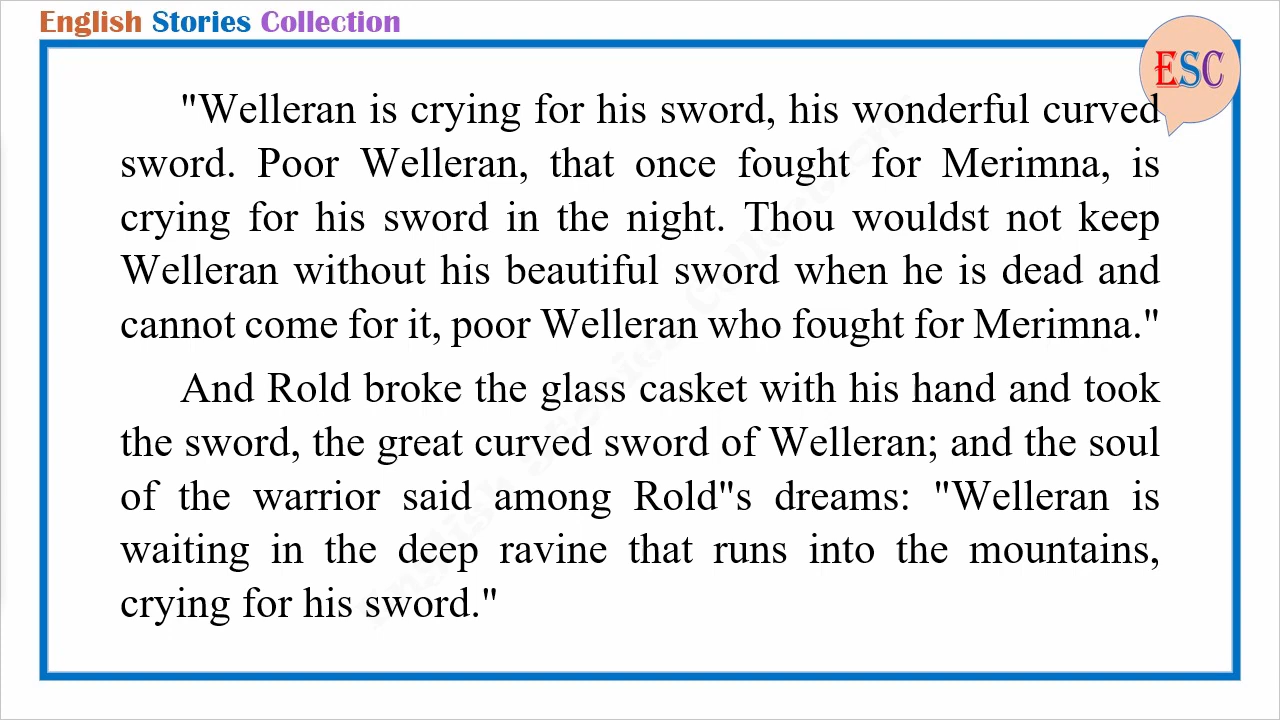 English Stories Collection
ESC
"Welleran is crying for his sword, his wonderful curved
sword. Poor Welleran, that once fought for Merimna, is
crying for his sword in the night. Thou wouldst not keep
Welleran without his beautiful sword when he is dead and
cannot come for it, poor Welleran who fought for Merimna."
And Rold broke the glass casket with his hand and took
the sword, the great curved sword of Welleran; and the soul
of the warrior said among Rold"s dreams: "Welleran is
waiting in the deep ravine that runs into the mountains,
crying for his sword."